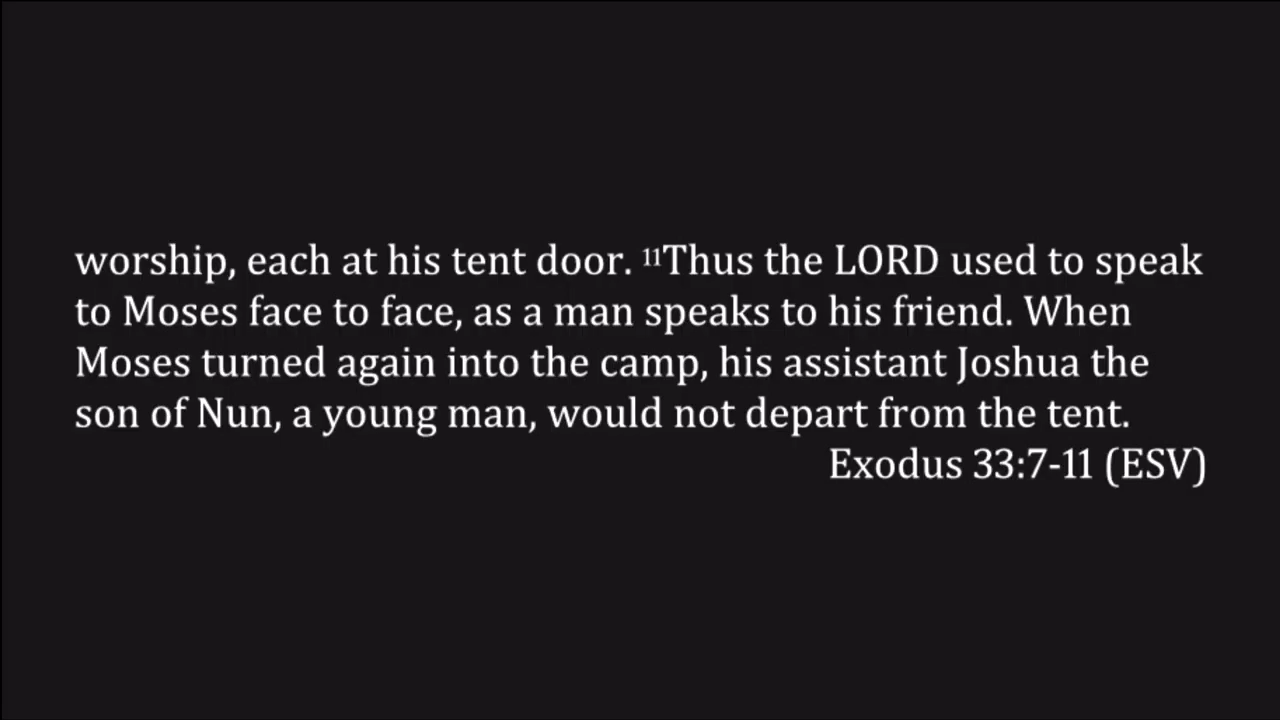 worship, each at his tent door. ¹¹Thus the LORD used to speak
to Moses face to face, as a man speaks to his friend. When
Moses turned again into the camp, his assistant Joshua the
son of Nun, a young man, would not depart from the tent.
Exodus 33:7-11 (ESV)